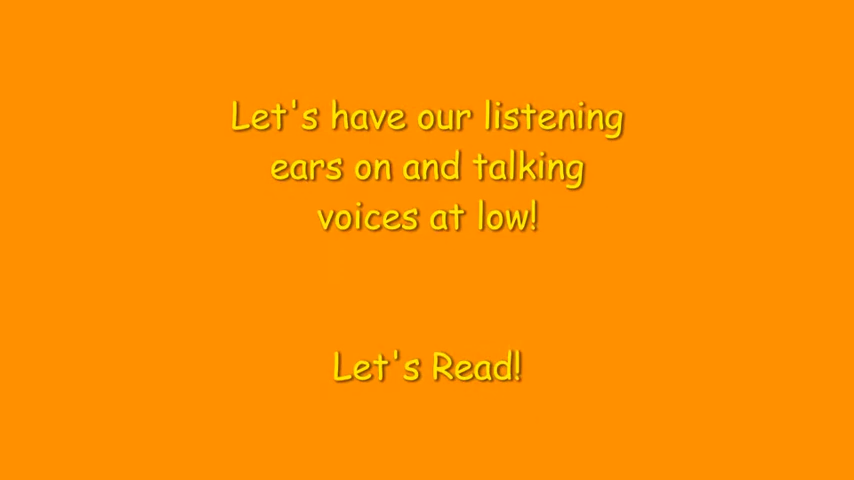 Let's have our listening
ears on and talking
voices at low!
Let's Read!